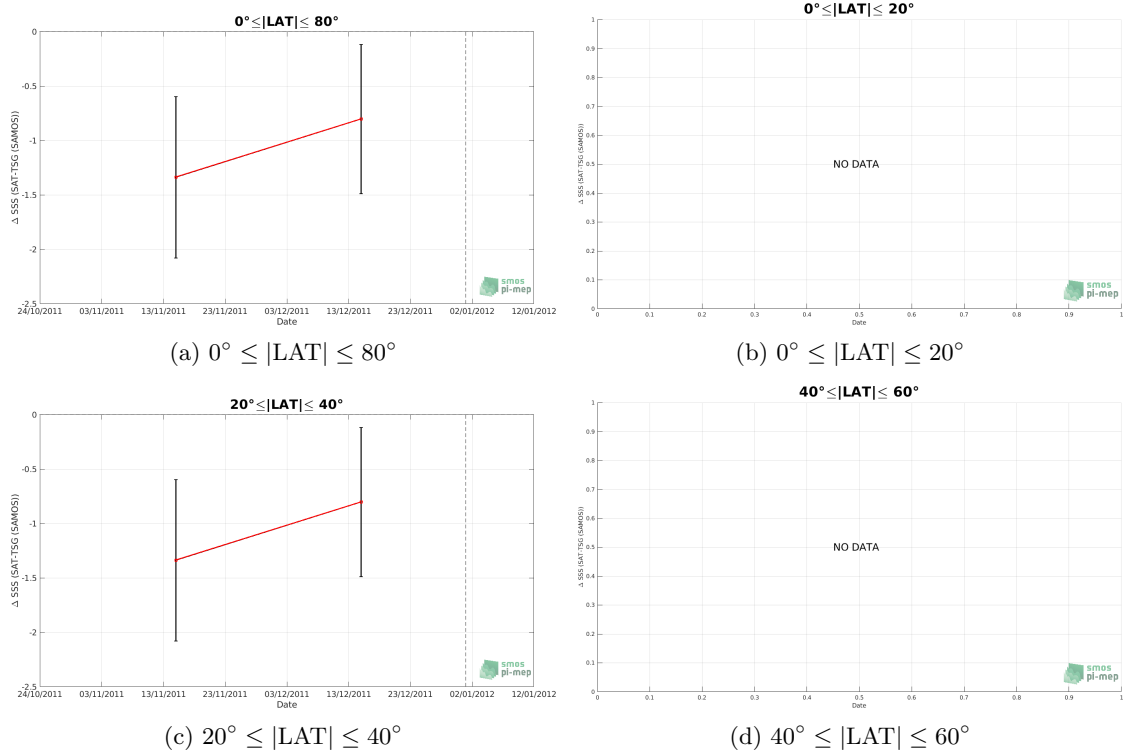 0°≤|LAT|≤ 80°
0
-0.5
-1
-1.5
-2
-2.5
Δ SSS (SAT-TSG (SAMOS))
24/10/2011 03/11/2011 13/11/2011 23/11/2011 03/12/2011 13/12/2011 23/12/2011 02/01/2012 12/01/2012
Date
smos
pi-mep
(a) 0° ≤ |LAT| ≤ 80°
0°≤|LAT|≤ 20°
1
0.9
0.8
0.7
0.6
0.5
0.4
0.3
0.2
0.1
0
Δ SSS (SAT-TSG (SAMOS))
NO DATA
0 0.1 0.2 0.3 0.4 0.5 0.6 0.7 0.8 0.9 1
Date
smos
pi-mep
(b) 0° ≤ |LAT| ≤ 20°
20°≤|LAT|≤ 40°
0
-0.5
-1
-1.5
-2
-2.5
Δ SSS (SAT-TSG (SAMOS))
24/10/2011 03/11/2011 13/11/2011 23/11/2011 03/12/2011 13/12/2011 23/12/2011 02/01/2012 12/01/2012
Date
smos
pi-mep
(c) 20° ≤ |LAT| ≤ 40°
40°≤|LAT|≤ 60°
1
0.9
0.8
0.7
0.6
0.5
0.4
0.3
0.2
0.1
0
Δ SSS (SAT-TSG (SAMOS))
NO DATA
0 0.1 0.2 0.3 0.4 0.5 0.6 0.7 0.8 0.9 1
Date
smos
pi-mep
(d) 40° ≤ |LAT| ≤ 60°